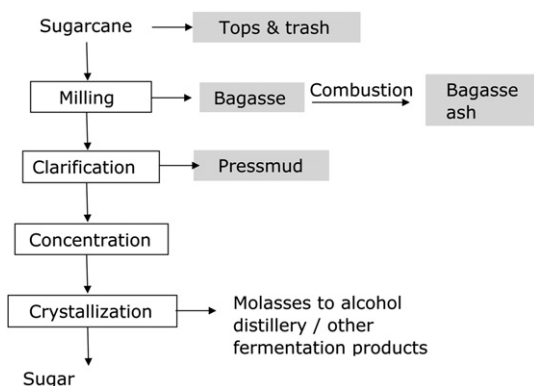 Sugarcane
Tops & trash
Milling
Bagasse
Combustion
Bagasse
ash
Clarification
Pressmud
Concentration
Crystallization
Molasses to alcohol
distillery / other
fermentation products
Sugar